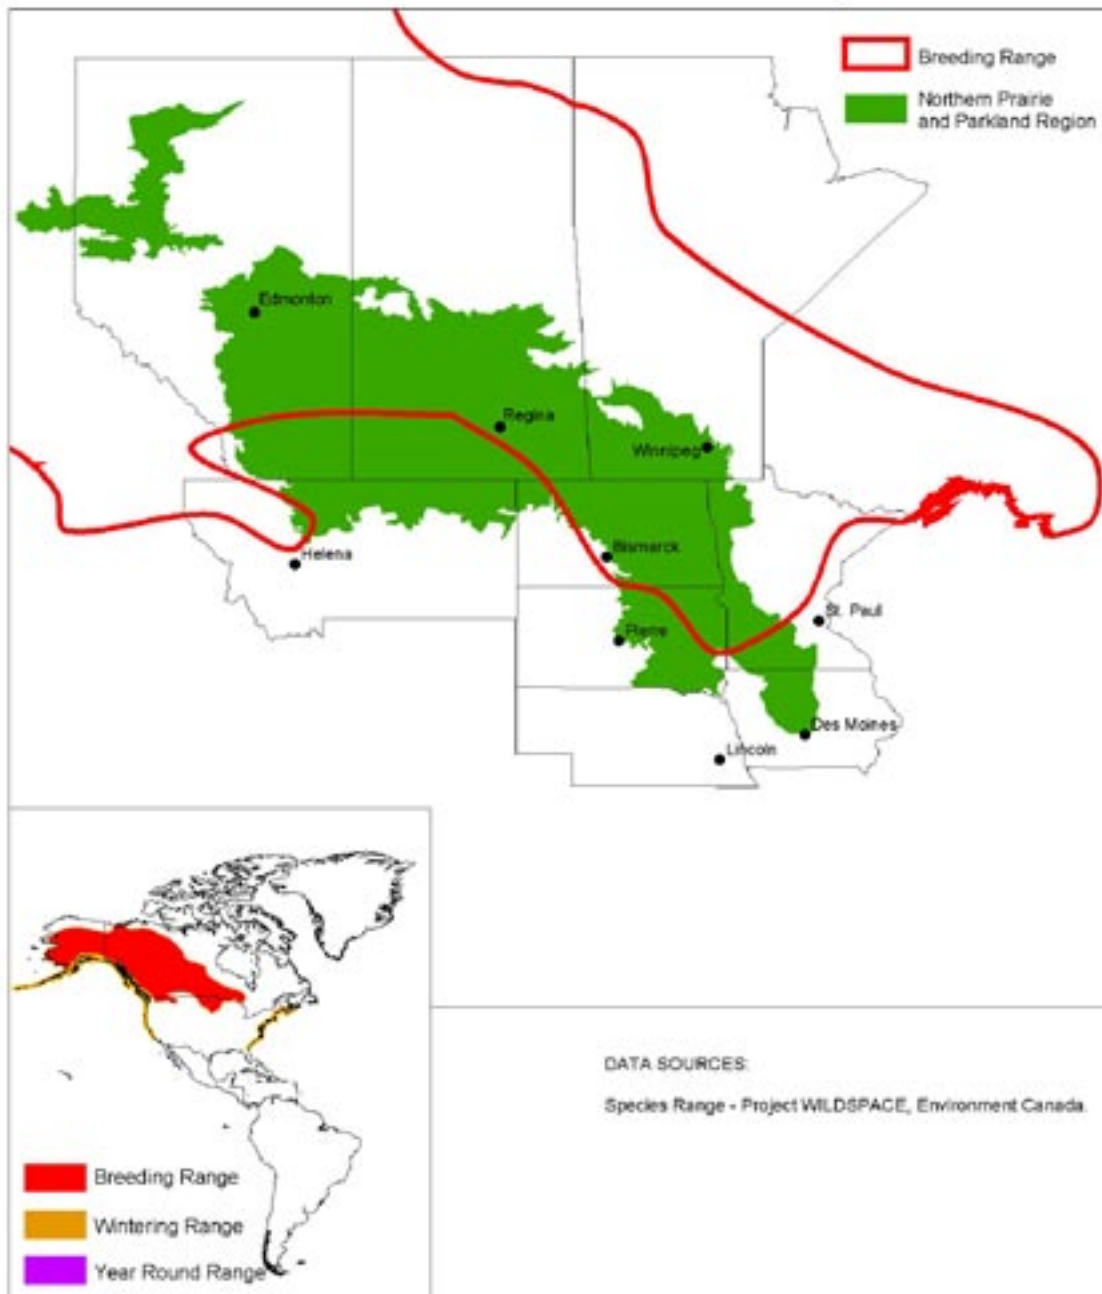 Breeding Range
Northern Prairie
and Parkland Region
Edmonton
Regina
Winnipeg
Helena
Bismarck
St. Paul
Pierre
Des Moines
Lincoln
DATA SOURCES:
Species Range - Project WILDSPACE, Environment Canada.
Breeding Range
Wintering Range
Year Round Range